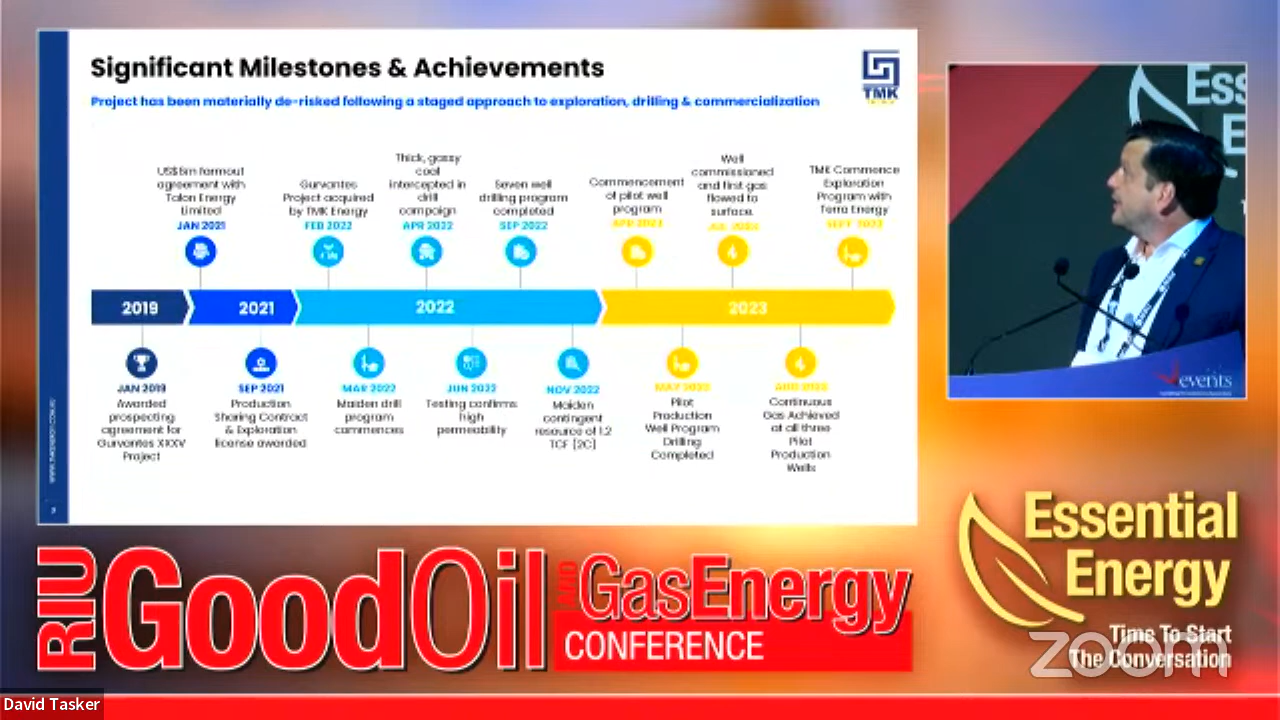 Significant Milestones & Achievements
Project has been materially de-risked following a staged approach to exploration, drilling & commercialization
TMK
US$6m farmout
agreement with
Talon Energy
Limited
JAN 2021
Gurvantes
Project acquired
by TMK Energy
FEB 2022
Thick, gassy
coal
intercepted in
drill
campaign
APR 2022
Seven well
drilling program
completed
SEP 2022
Commencement
of pilot well
program
APR 2023
Well
commissioned
and first gas
flowed to
surface.
JUL 2023
TMK Commence
Exploration
Program with
Terra Energy
SEPT 2023
2019
2021
2022
2023
JAN 2019
Awarded
prospecting
agreement for
Gurvantes XXXV
Project
SEP 2021
Production
Sharing Contract
& Exploration
license awarded
MAR 2022
Maiden drill
program
commences
JUN 2022
Testing confirms
high
permeability
NOV 2022
Maiden
contingent
resource of 1.2
TCF (2C)
MAY 2023
Pilot
Production
Well Program
Drilling
Completed
AUG 2023
Continuous
Gas Achieved
at all three
Pilot
Production
Wells
Ess
E
events
RIU GoodOil AND GasEnergy
CONFERENCE
Essential
Energy
Time To Start
The Conversation
zoom
David Tasker